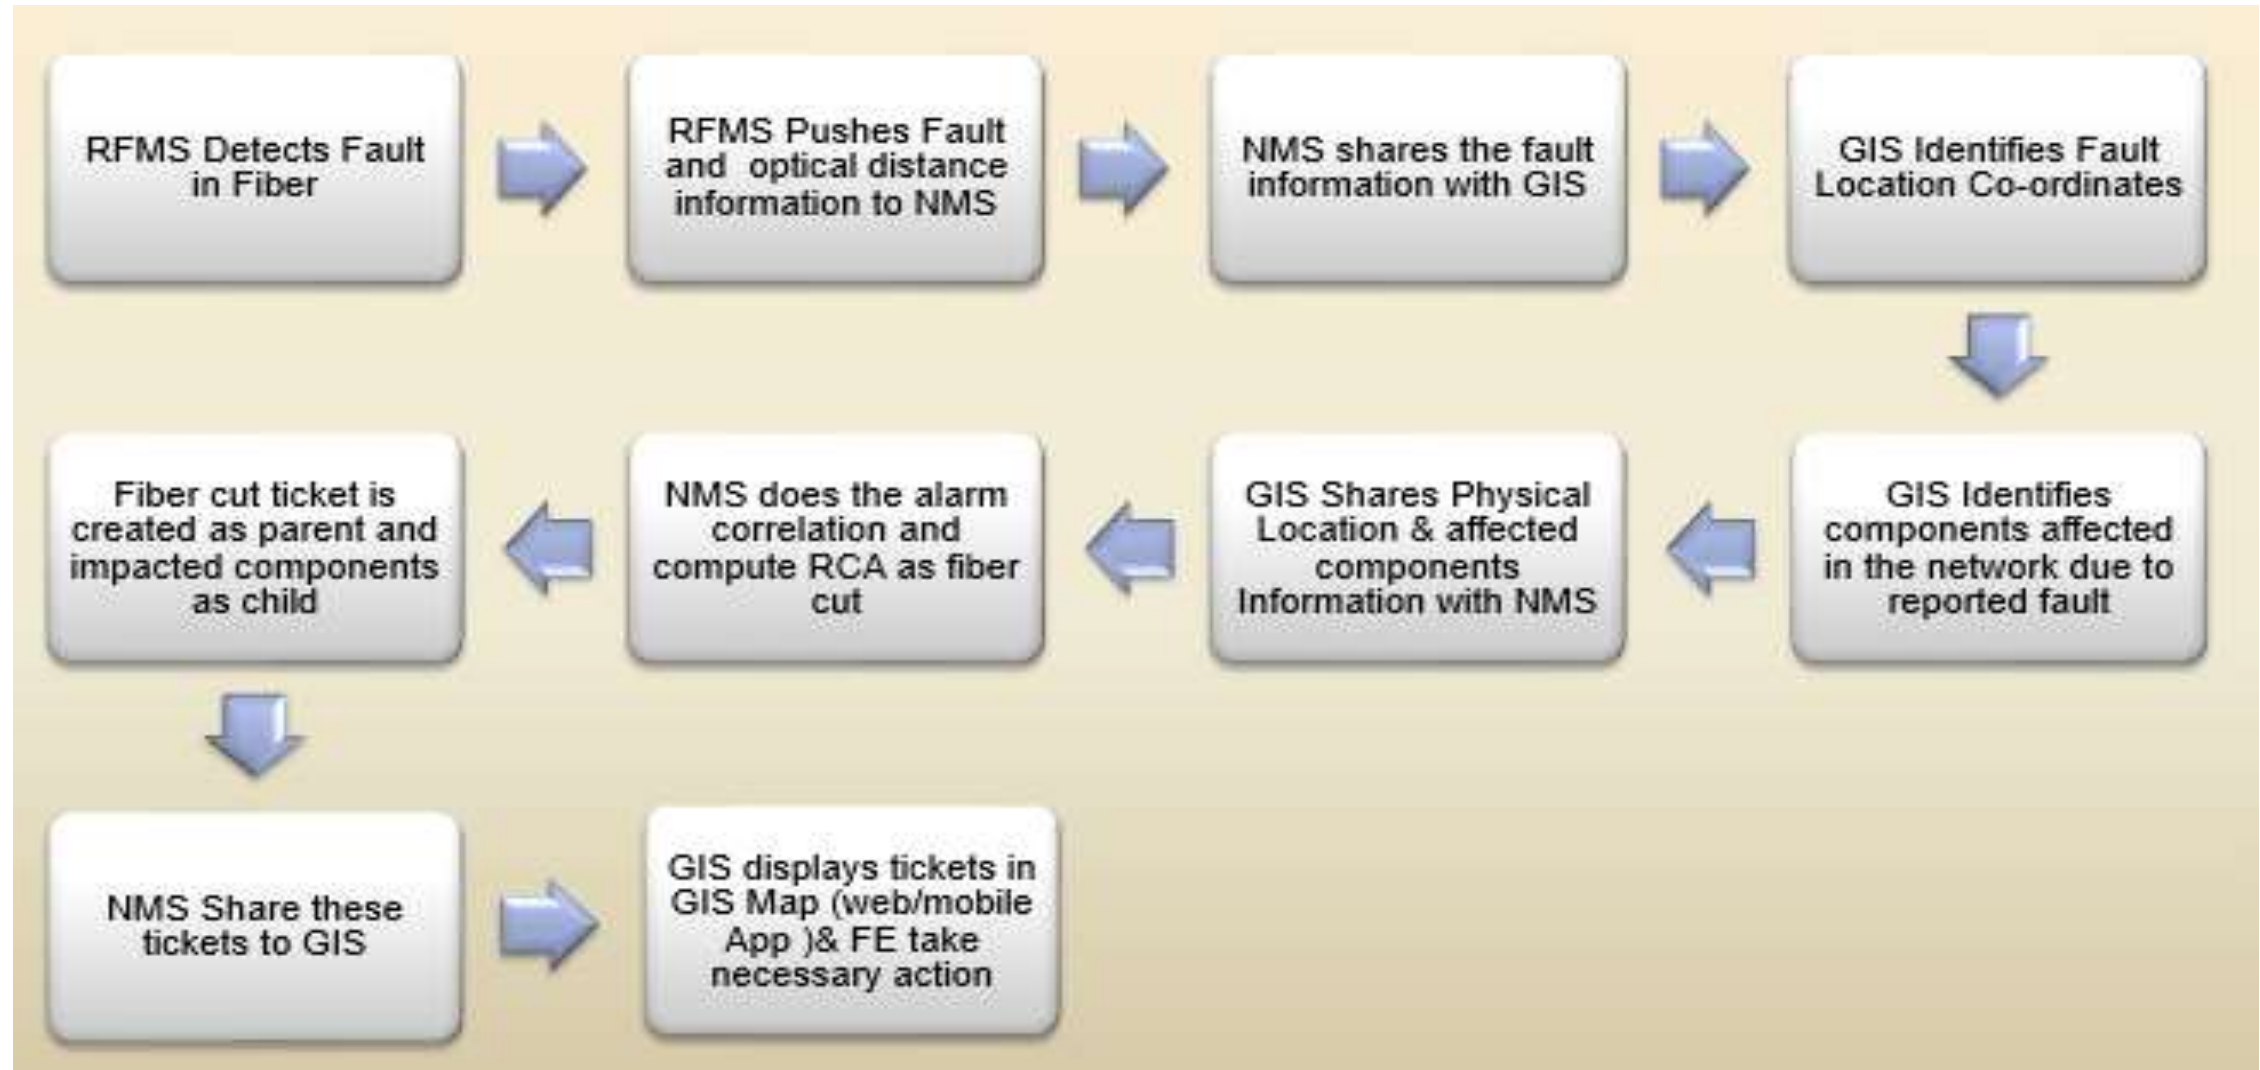 RFMS Detects Fault
in Fiber
RFMS Pushes Fault
and optical distance
information to NMS
NMS shares the fault
information with GIS
GIS Identifies Fault
Location Co-ordinates
GIS Identifies
components affected
in the network due to
reported fault
GIS Shares Physical
Location & affected
components
Information with NMS
NMS does the alarm
correlation and
compute RCA as fiber
cut
Fiber cut ticket is
created as parent and
impacted components
as child
NMS Share these
tickets to GIS
GIS displays tickets in
GIS Map (web/mobile
App )& FE take
necessary action